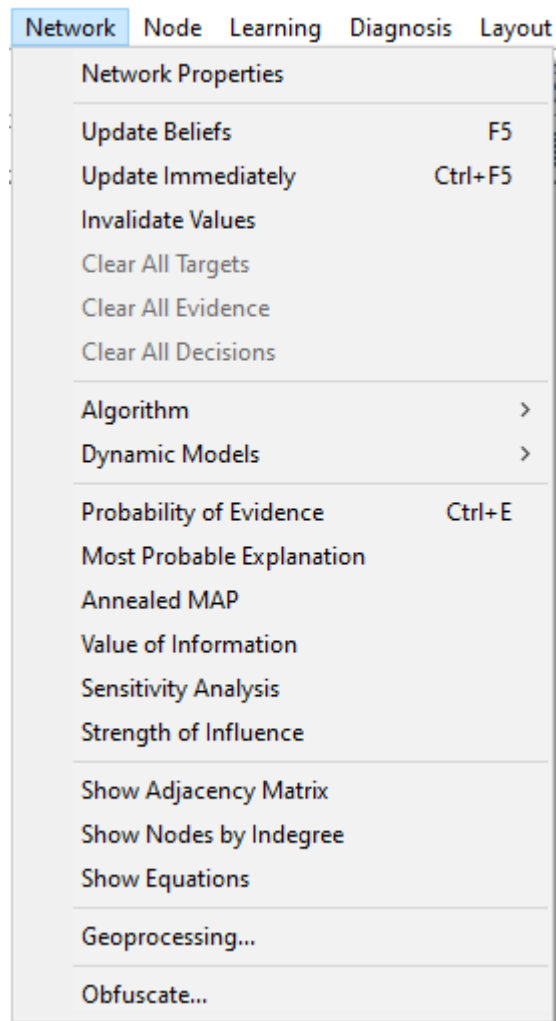 Network Node Learning Diagnosis Layout
Network Properties
Update Beliefs F5
Update Immediately Ctrl+F5
Invalidate Values
Clear All Targets
Clear All Evidence
Clear All Decisions
Algorithm >
Dynamic Models >
Probability of Evidence Ctrl+E
Most Probable Explanation
Annealed MAP
Value of Information
Sensitivity Analysis
Strength of Influence
Show Adjacency Matrix
Show Nodes by Indegree
Show Equations
Geoprocessing...
Obfuscate...